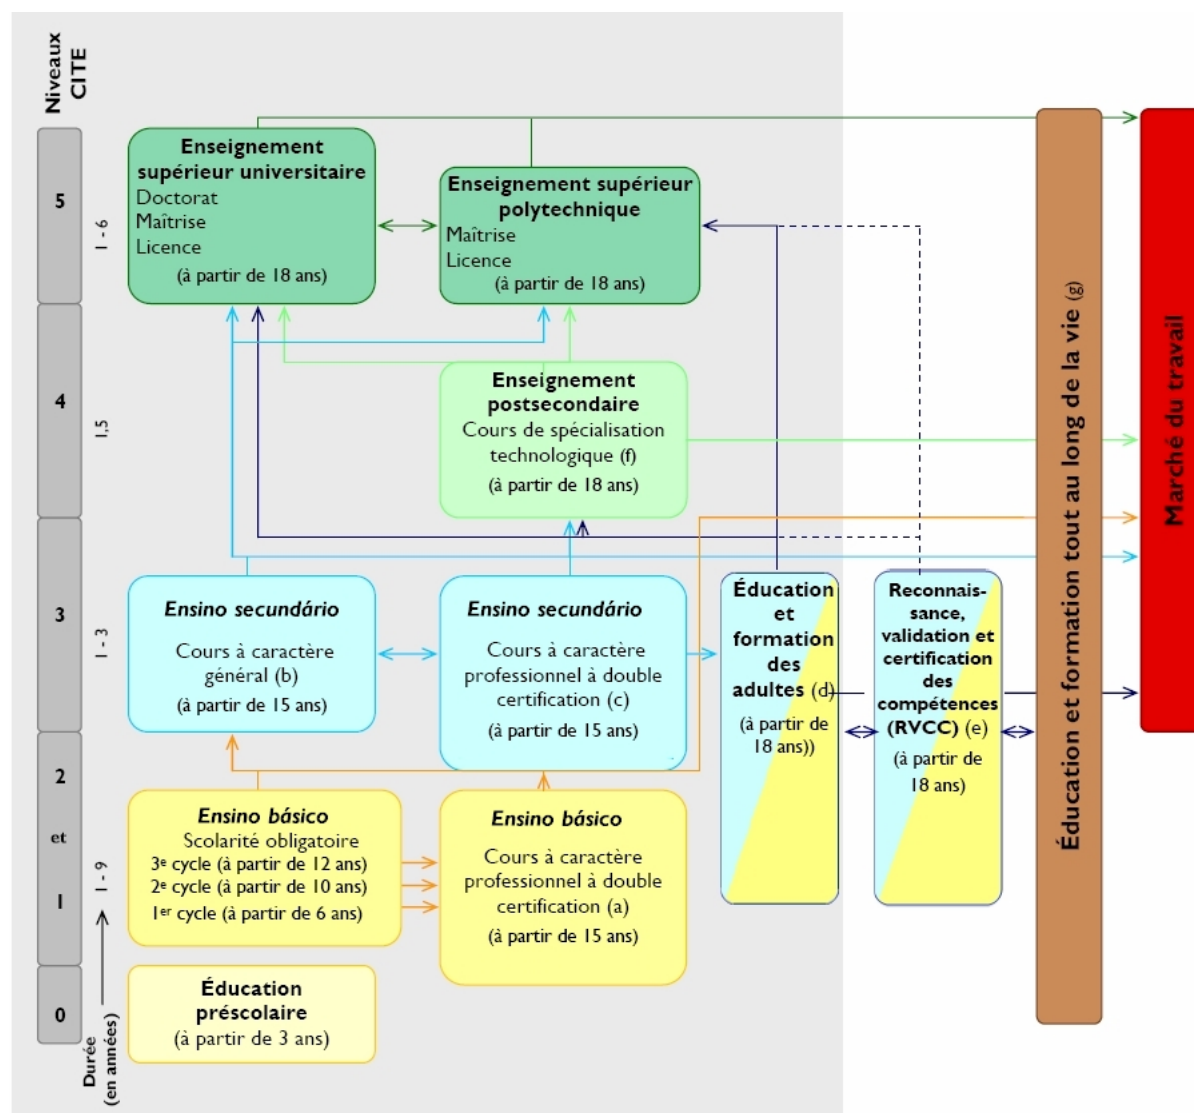 Niveaux
CITE
5
1 - 6
4
1,5
3
1 - 3
2
et
1
1 - 9
0
Durée
(en années)
Enseignement
supérieur universitaire
Doctorat
Maîtrise
Licence
(à partir de 18 ans)
Enseignement supérieur
polytechnique
Maîtrise
Licence
(à partir de 18 ans)
Enseignement
postsecondaire
Cours de spécialisation
technologique (f)
(à partir de 18 ans)
Ensino secundário
Cours à caractère
général (b)
(à partir de 15 ans)
Ensino secundário
Cours à caractère
professionnel à double
certification (c)
(à partir de 15 ans)
Éducation
et
formation
des
adultes (d)
(à partir de
18 ans))
Reconnais-
sance,
validation et
certification
des
compétences
(RVCC) (e)
(à partir de
18 ans)
Ensino básico
Scolarité obligatoire
3e cycle (à partir de 12 ans)
2e cycle (à partir de 10 ans)
1er cycle (à partir de 6 ans)
Ensino básico
Cours à caractère
professionnel à double
certification (a)
(à partir de 15 ans)
Éducation
préscolaire
(à partir de 3 ans)
Éducation et formation tout au long de la vie (g)
Marché du travail